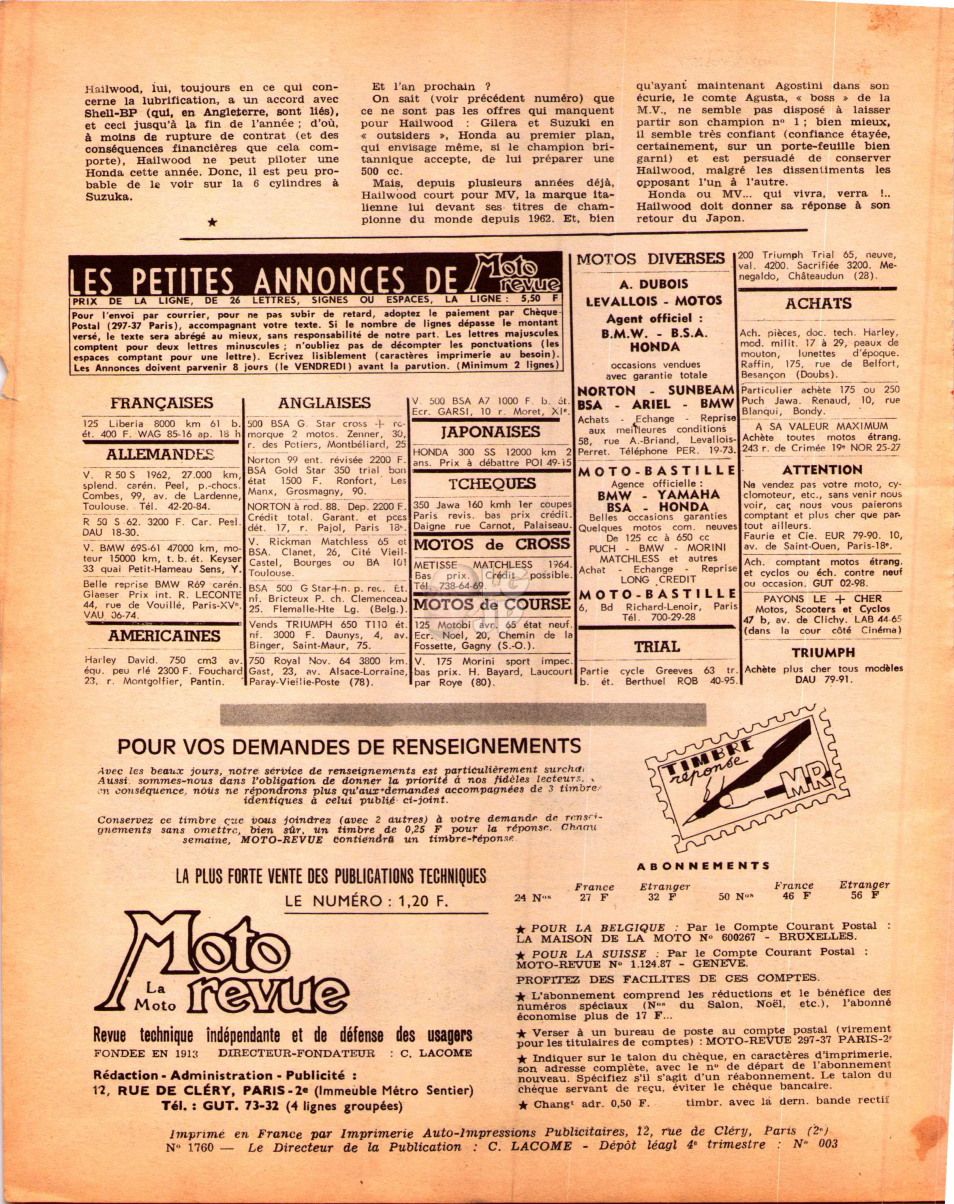 Hailwood, lui, toujours en ce qui con-
cerne la lubrification, a un accord avec
Shell-BP (qui, en Angleterre, sont liés),
et ceci jusqu'à la fin de l'année ; d'où,
à moins de rupture de contrat (et des
conséquences financières que cela com-
porte), Hailwood ne peut piloter une
Honda cette année. Donc, il est peu pro-
bable de le voir sur la 6 cylindres à
Suzuka.
★
Et l'an prochain ?
On sait (voir précédent numéro) que
ce ne sont pas les offres qui manquent
pour Hailwood : Gilera et Suzuki en
« outsiders », Honda au premier plan,
qui envisage même, si le champion bri-
tannique accepte, de lui préparer une
500 cc.
Mais, depuis plusieurs années déjà,
Hailwood court pour MV, la marque ita-
lienne lui devant ses titres de cham-
pionne du monde depuis 1962. Et, bien
qu'ayant maintenant Agostini dans son
écurie, le comte Agusta, « boss » de la
M.V., ne semble pas disposé à laisser
partir son champion n° 1 ; bien mieux,
il semble très confiant (confiance étayée,
certainement, sur un porte-feuille bien
garni) et est persuadé de conserver
Hailwood, malgré les dissentiments les
opposant l'un à l'autre.
Honda ou MV... qui vivra, verra !..
Hailwood doit donner sa réponse à son
retour du Japon.
LES PETITES ANNONCES DE Moto revue
PRIX DE LA LIGNE, DE 26 LETTRES, SIGNES OU ESPACES, LA LIGNE : 5,50 F
Pour l'envoi par courrier, pour ne pas subir de retard, adoptez le paiement par Chèque-
Postal (297-37 Paris), accompagnant votre texte. Si le nombre de lignes dépasse le montant
versé, le texte sera abrégé au mieux, sans responsabilité de notre part. Les lettres majuscules
comptent pour deux lettres minuscules ; n'oubliez pas de décompter les ponctuations (les
espaces comptant pour une lettre). Ecrivez lisiblement (caractères imprimerie au besoin).
Les Annonces doivent parvenir 8 jours (le VENDREDI) avant la parution. (Minimum 2 lignes)
FRANÇAISES
125 Liberia 8000 km 61 b.
ét. 400 F. WAG 85-16 ap. 18 h
ALLEMANDES
V. R 50 S 1962, 27.000 km,
splend. carén. Peel, p.-chocs.
Combes, 99, av. de Lardenne,
Toulouse. Tél. 42-20-84.
R 50 S 62. 3200 F. Car. Peel.
DAU 18-30.
V. BMW 69S-61 47000 km, mo-
teur 15000 km, t. b. ét. Keyser
33 quai Petit-Hameau Sens, Y.
Belle reprise BMW R69 carén.
Glaeser Prix int. R. LECONTE
44, rue de Vouillé, Paris-XVe.
VAU 06-74.
AMERICAINES
Harley David. 750 cm3 av.
équ. peu rlé 2300 F. Fouchard
23, r. Montgolfier, Pantin.
ANGLAISES
500 BSA G. Star cross + re-
morque 2 motos. Zenner, 30,
r. des Potiers, Montbéliard, 25
Norton 99 ent. révisée 2200 F.
BSA Gold Star 350 trial bon
état 1500 F. Ronfort, Les
Manx, Grosmagny, 90.
NORTON à rod. 88. Dep. 2200 F.
Crédit total. Garant. et pces
dét. 17, r. Pajol, Paris 18e.
V. Rickman Matchless 65 et
BSA. Clanet, 26, Cité Vieil-
Castel, Bourges ou BA 101
Toulouse.
BSA 500 G Star+n. p. rec. Et.
nf. Bricteux P. ch. Clemenceau
25. Flemalle-Hte Lg. (Belg.).
Vends TRIUMPH 650 T110 ét.
nf. 3000 F. Daunys, 4, av.
Binger, Saint-Maur, 75.
750 Royal Nov. 64 3800 km.
Gast, 23, av. Alsace-Lorraine,
Paray-Vieille-Poste (78).
V. 500 BSA A7 1000 F. b. ét.
Ecr. GARSI, 10 r. Moret, XIe.
JAPONAISES
HONDA 300 SS 12000 km 2
ans. Prix à débattre POI 49-15
TCHEQUES
350 Jawa 160 kmh 1er coupes
Paris revis. bas prix crédit.
Daigne rue Carnot, Palaiseau.
MOTOS de CROSS
METISSE MATCHLESS 1964.
Bas prix. Crédit possible.
Tél. 738-64-69.
MOTOS de COURSE
125 Motobi avr. 65 état neuf.
Ecr. Noel, 20, Chemin de la
Fossette, Gagny (S.-O.).
V. 175 Morini sport impec.
bas prix. H. Bayard, Laucourt
par Roye (80).
MOTOS DIVERSES
A. DUBOIS
LEVALLOIS - MOTOS
Agent officiel :
B.M.W. - B.S.A.
HONDA
occasions vendues
avec garantie totale
NORTON - SUNBEAM
BSA - ARIEL - BMW
Achats - Echange - Reprise
aux meilleures conditions
58, rue A.-Briand, Levallois-
Perret. Téléphone PER. 19-73.
MOTO-BASTILLE
Agence officielle :
BMW - YAMAHA
BSA - HONDA
Belles occasions garanties
Quelques motos com. neuves
De 125 cc à 650 cc
PUCH - BMW - MORINI
MATCHLESS et autres
Achat - Echange - Reprise
LONG CREDIT
MOTO-BASTILLE
6, Bd Richard-Lenoir, Paris
Tél. 700-29-28
TRIAL
Partie cycle Greeves 63 tr.
b. ét. Berthuel ROB 40-95.
200 Triumph Trial 65, neuve,
val. 4200. Sacrifiée 3200. Me-
negaldo, Châteaudun (28).
ACHATS
Ach. pièces, doc. tech. Harley,
mod. milit. 17 à 29, peaux de
mouton, lunettes d'époque.
Raffin, 175, rue de Belfort,
Besançon (Doubs).
Particulier achète 175 ou 250
Puch Jawa. Renaud, 10, rue
Blanqui, Bondy.
A SA VALEUR MAXIMUM
Achète toutes motos étrang.
243 r. de Crimée 19e NOR 25-27
ATTENTION
Ne vendez pas votre moto, cy-
clomoteur, etc., sans venir nous
voir, car nous vous paierons
comptant et plus cher que par-
tout ailleurs.
Faurie et Cie. EUR 79-90. 10,
av. de Saint-Ouen, Paris-18e.
Ach. comptant motos étrang.
et cyclos ou éch. contre neuf
ou occasion. GUT 02-98.
PAYONS LE + CHER
Motos, Scooters et Cyclos
47 b, av. de Clichy. LAB 44-65
(dans la cour côté Cinéma)
TRIUMPH
Achète plus cher tous modèles
DAU 79-91.
POUR VOS DEMANDES DE RENSEIGNEMENTS
Avec les beaux jours, notre service de renseignements est particulièrement
Aussi sommes-nous dans l'obligation de donner la priorité à nos fidèles lecteurs,
en conséquence, nous ne répondrons plus qu'aux demandes accompagnées de 3 timbres
identiques à celui publié ci-joint.
Conservez ce timbre que vous joindrez (avec 2 autres) à votre demande de rensei-
gnements sans omettre, bien sûr, un timbre de 0,25 F pour la réponse.
semaine, MOTO-REVUE contiendra un timbre-réponse.
TIMBRE
réponse
M.R.
LA PLUS FORTE VENTE DES PUBLICATIONS TECHNIQUES
LE NUMÉRO : 1,20 F.
La
Moto
Moto
revue
Revue technique indépendante et de défense des usagers
FONDEE EN 1913 DIRECTEUR-FONDATEUR : C. LACOME
Rédaction - Administration - Publicité :
12, RUE DE CLÉRY, PARIS-2e (Immeuble Métro Sentier)
Tél. : GUT. 73-32 (4 lignes groupées)
ABONNEMENTS
France Etranger France Etranger
24 Nos 27 F 32 F 50 Nos 46 F 56 F
★ POUR LA BELGIQUE : Par le Compte Courant Postal :
LA MAISON DE LA MOTO N° 600267 - BRUXELLES.
★ POUR LA SUISSE : Par le Compte Courant Postal :
MOTO-REVUE N° 1.124.87 - GENEVE.
PROFITEZ DES FACILITES DE CES COMPTES.
★ L'abonnement comprend les réductions et le bénéfice des
numéros spéciaux (Nos du Salon, Noël, etc.), l'abonné
économise plus de 17 F...
★ Verser à un bureau de poste au compte postal (virement
pour les titulaires de comptes) : MOTO-REVUE 297-37 PARIS-2e
★ Indiquer sur le talon du chèque, en caractères d'imprimerie,
son adresse complète, avec le n° de départ de l'abonnement
nouveau. Spécifiez s'il s'agit d'un réabonnement. Le talon du
chèque servant de reçu, éviter le chèque bancaire.
★ Changt adr. 0,50 F. timbr. avec la dern. bande rectif
Imprimé en France par Imprimerie Auto-Impressions Publicitaires, 12, rue de Cléry, Paris (2e)
N° 1760 — Le Directeur de la Publication : C. LACOME - Dépôt léagl 4e trimestre : N° 003